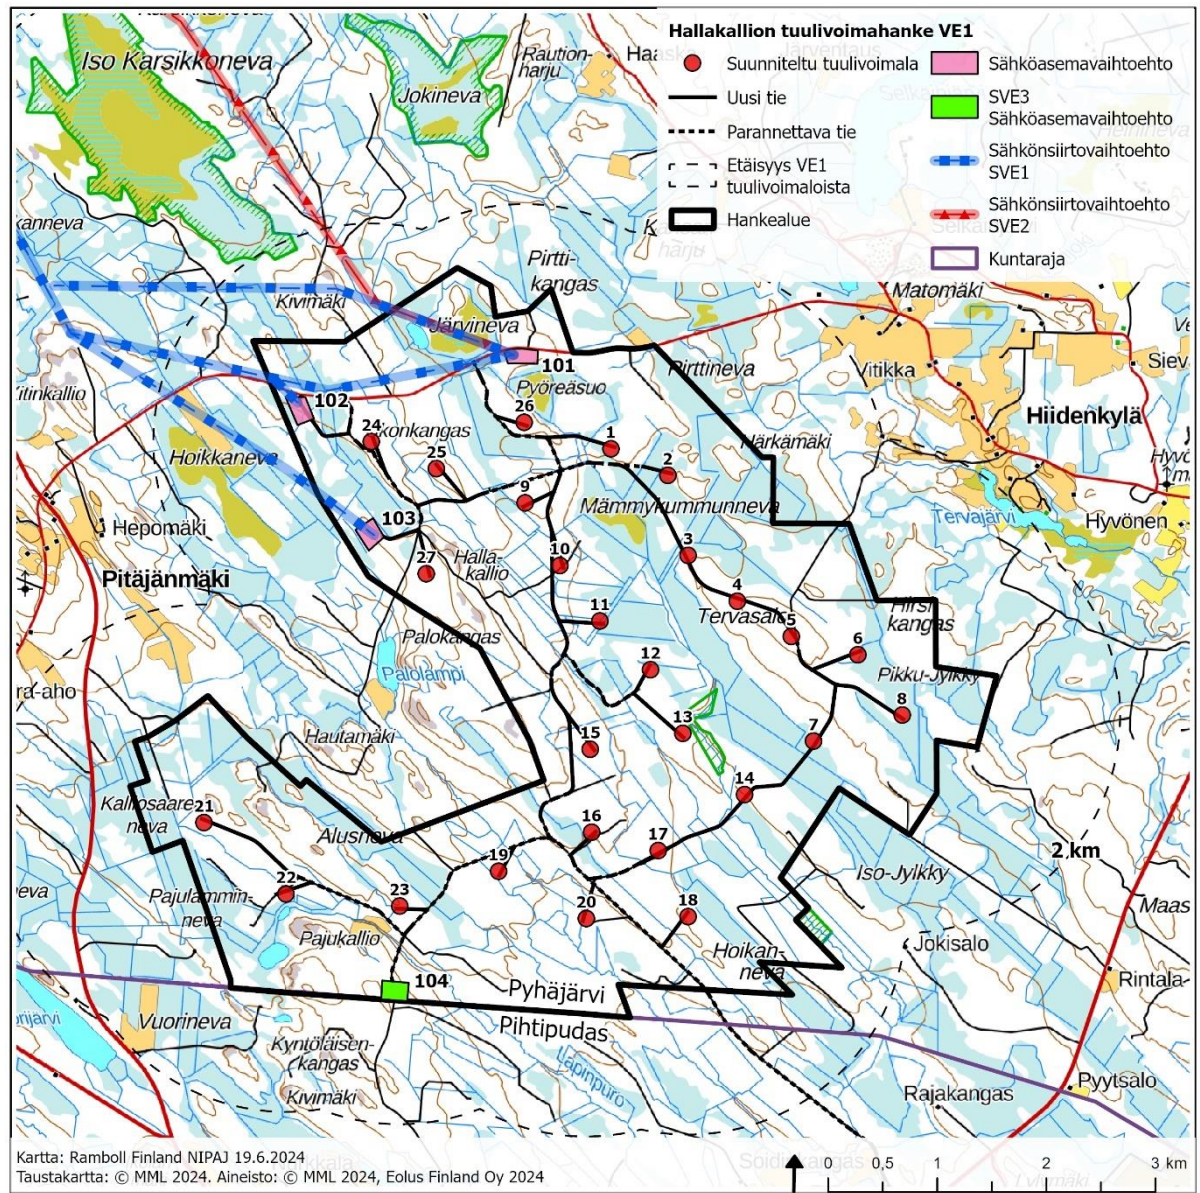 Hallakallion tuulivoimahanke VE1
Suunniteltu tuulivoimala
Uusi tie
Parannettava tie
Etäisyys VE1
tuulivoimaloista
Hankealue
Sähköasemavaihtoehto
SVE3
Sähköasemavaihtoehto
Sähkönsiirtovaihtoehto
SVE1
Sähkönsiirtovaihtoehto
SVE2
Kuntaraja
Iso Karsikkoneva
Jokineva
Raution-
harju
Pirtti-
kangas
Kivimäki
Järvineva
Matomäki
101
Pirttineva
Vitikka
Pyöreäsuo
102
Hiidenkylä
26
24
1
Härkämäki
25
Hoikkaneva
2
9
Mämmykummunneva
Tervajärvi
Hyvönen
Hepomäki
103
3
10
Halla-
kallio
27
Pitäjänmäki
4
Hirsi-
kangas
11
Tervasalo
5
Palokangas
6
12
Palolampi
Pikku-Jylkky
8
13
7
Hautamäki
15
14
Kalliosaaren-
neva
21
16
Alusneva
17
2 km
19
Iso-Jylkky
22
23
Pajulammin-
neva
20
18
Pajukallio
Hoikan-
neva
Jokisalo
Rintala-
104
Pyhäjärvi
Vuorineva
Pihtipudas
Kyntöläisen-
kangas
Kivimäki
Lapinpuro
Rajakangas
Pyytsalo
Kartta: Ramboll Finland NIPAJ 19.6.2024
Taustakartta: © MML 2024. Aineisto: © MML 2024, Eolus Finland Oy 2024
0 0,5 1 2 3 km